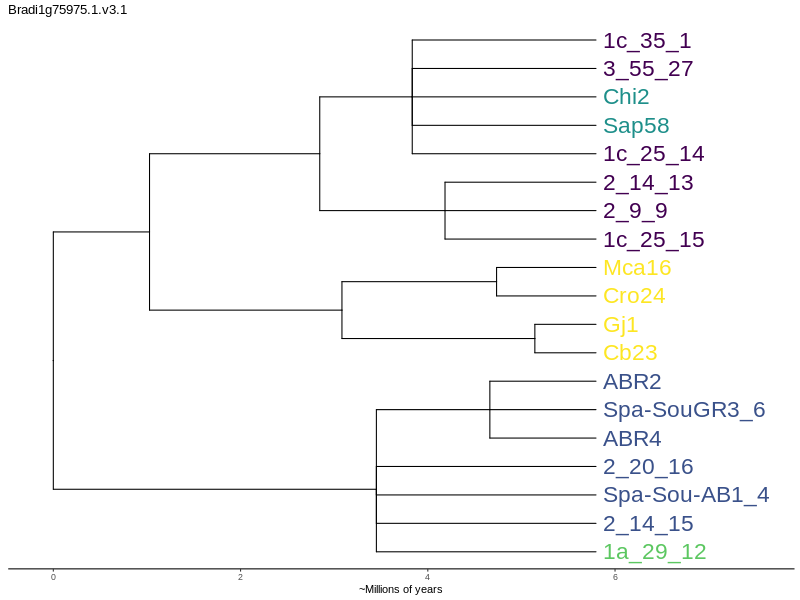 Bradi1g75975.1.v3.1
1c_35_1
3_55_27
Chi2
Sap58
1c_25_14
2_14_13
2_9_9
1c_25_15
Mca16
Cro24
Gj1
Cb23
ABR2
Spa-SouGR3_6
ABR4
2_20_16
Spa-Sou-AB1_4
2_14_15
1a_29_12
0 2 4 6
~Millions of years